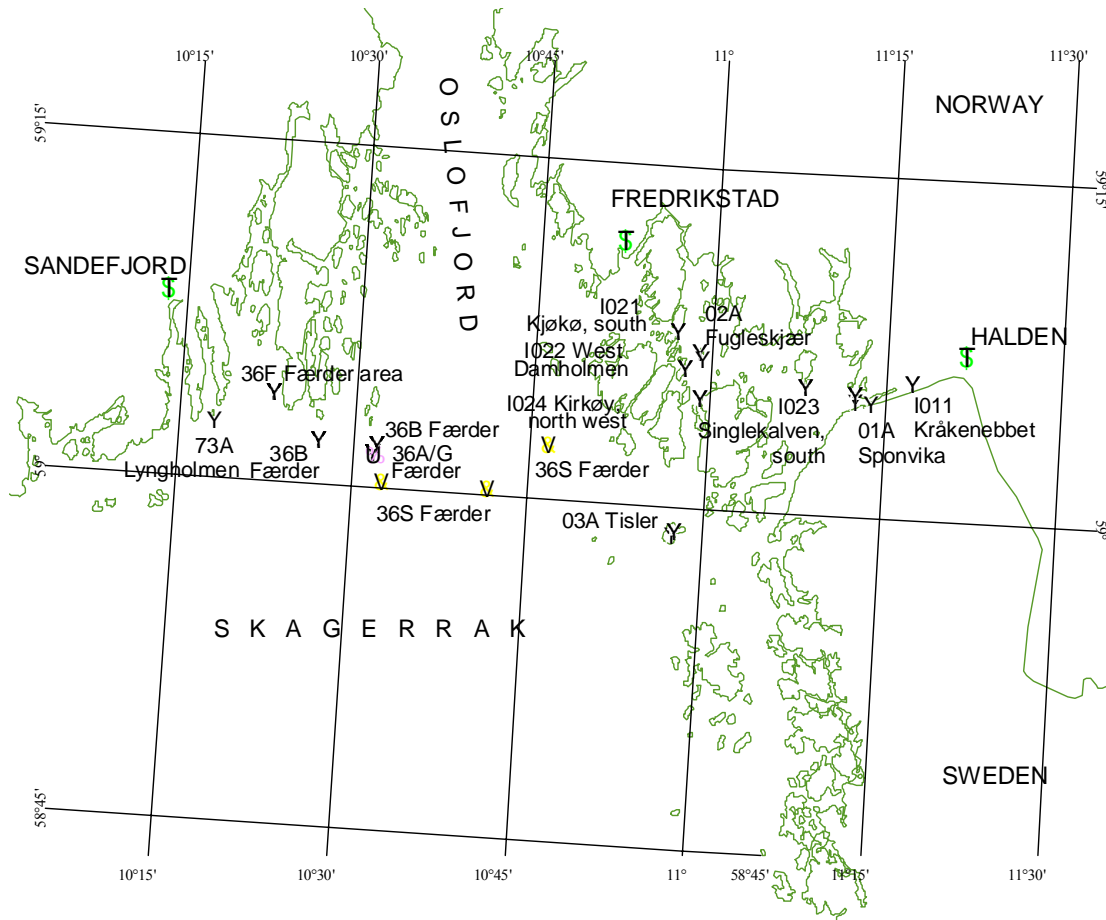 10°15'
10°30'
10°45'
11°
11°15'
11°30'
NORWAY
59°15'
59°15'
OSLOFJORD
FREDRIKSTAD
T
SANDEFJORD
T
I021
Kjøkø, south
Y
02A
Fugleskjær
Y
Y
HALDEN
T
I022 West
Damholmen
Y
36F Færder area
Y
I024 Kirkøy,
north west
Y
Y
I023
Singlekalven,
south
Y
Y
Y
01A
Sponvika
Y
I011
Kråkenebbet
Y
73A
Lyngholmen
Y
36B
Færder
Y
36B Færder
36A/G
Færder
U
V
36S Færder
V
36S Færder
V
59°
59°
03A Tisler
Y
SKAGERRAK
SWEDEN
58°45'
10°15'
10°30'
10°45'
11°
58°45'
11°15'
11°30'